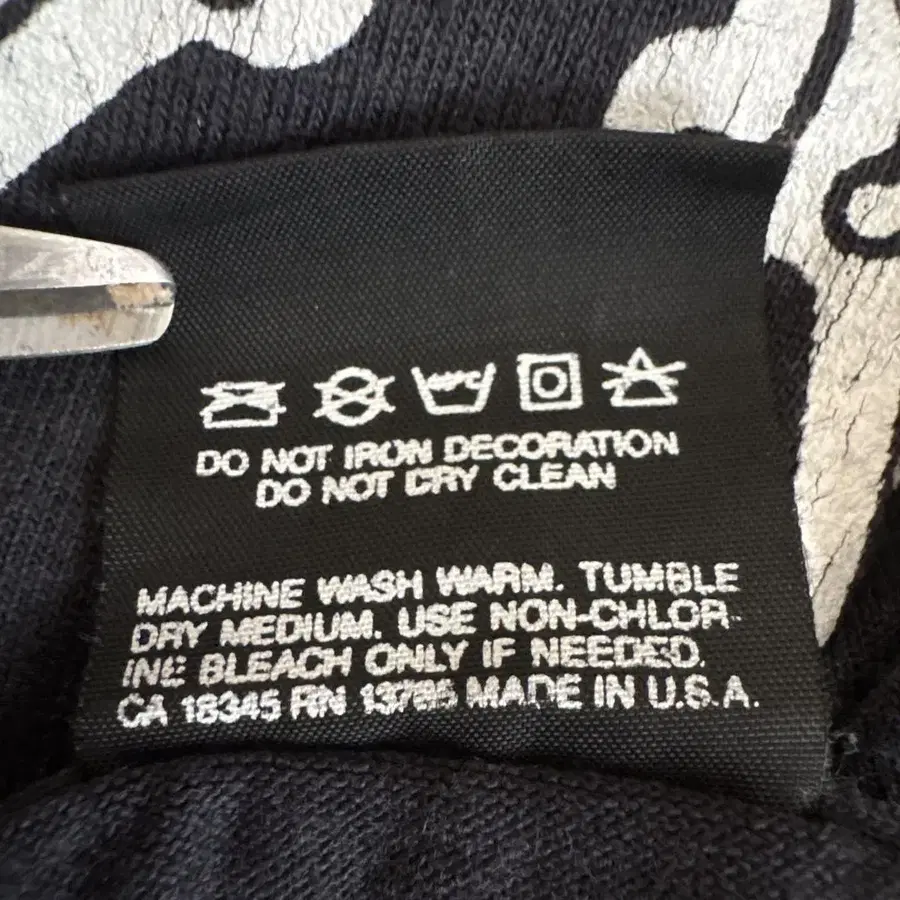 DO NOT IRON DECORATION
DO NOT DRY CLEAN
MACHINE WASH WARM. TUMBLE
DRY MEDIUM. USE NON-CHLOR-
INE BLEACH ONLY IF NEEDED.
CA 18345 RN 13765 MADE IN U.S.A.